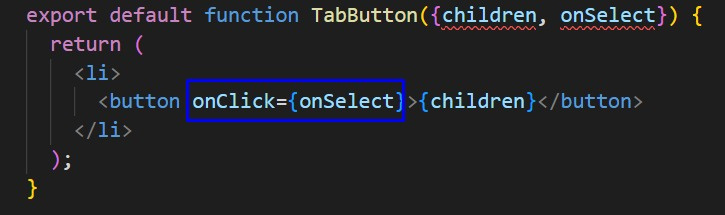 export default function TabButton({children, onSelect}) {
return (
<li>
<button onClick={onSelect}>{children}</button>
</li>
);
}